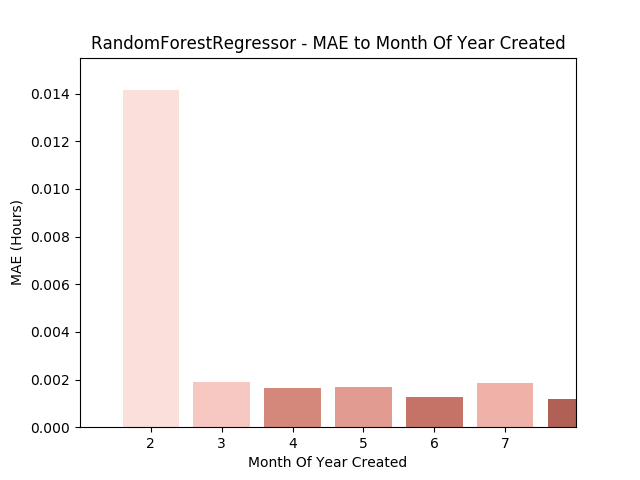 RandomForestRegressor - MAE to Month Of Year Created
0.014
0.012
0.010
0.008
0.006
0.004
0.002
0.000
MAE (Hours)
2 3 4 5 6 7
Month Of Year Created